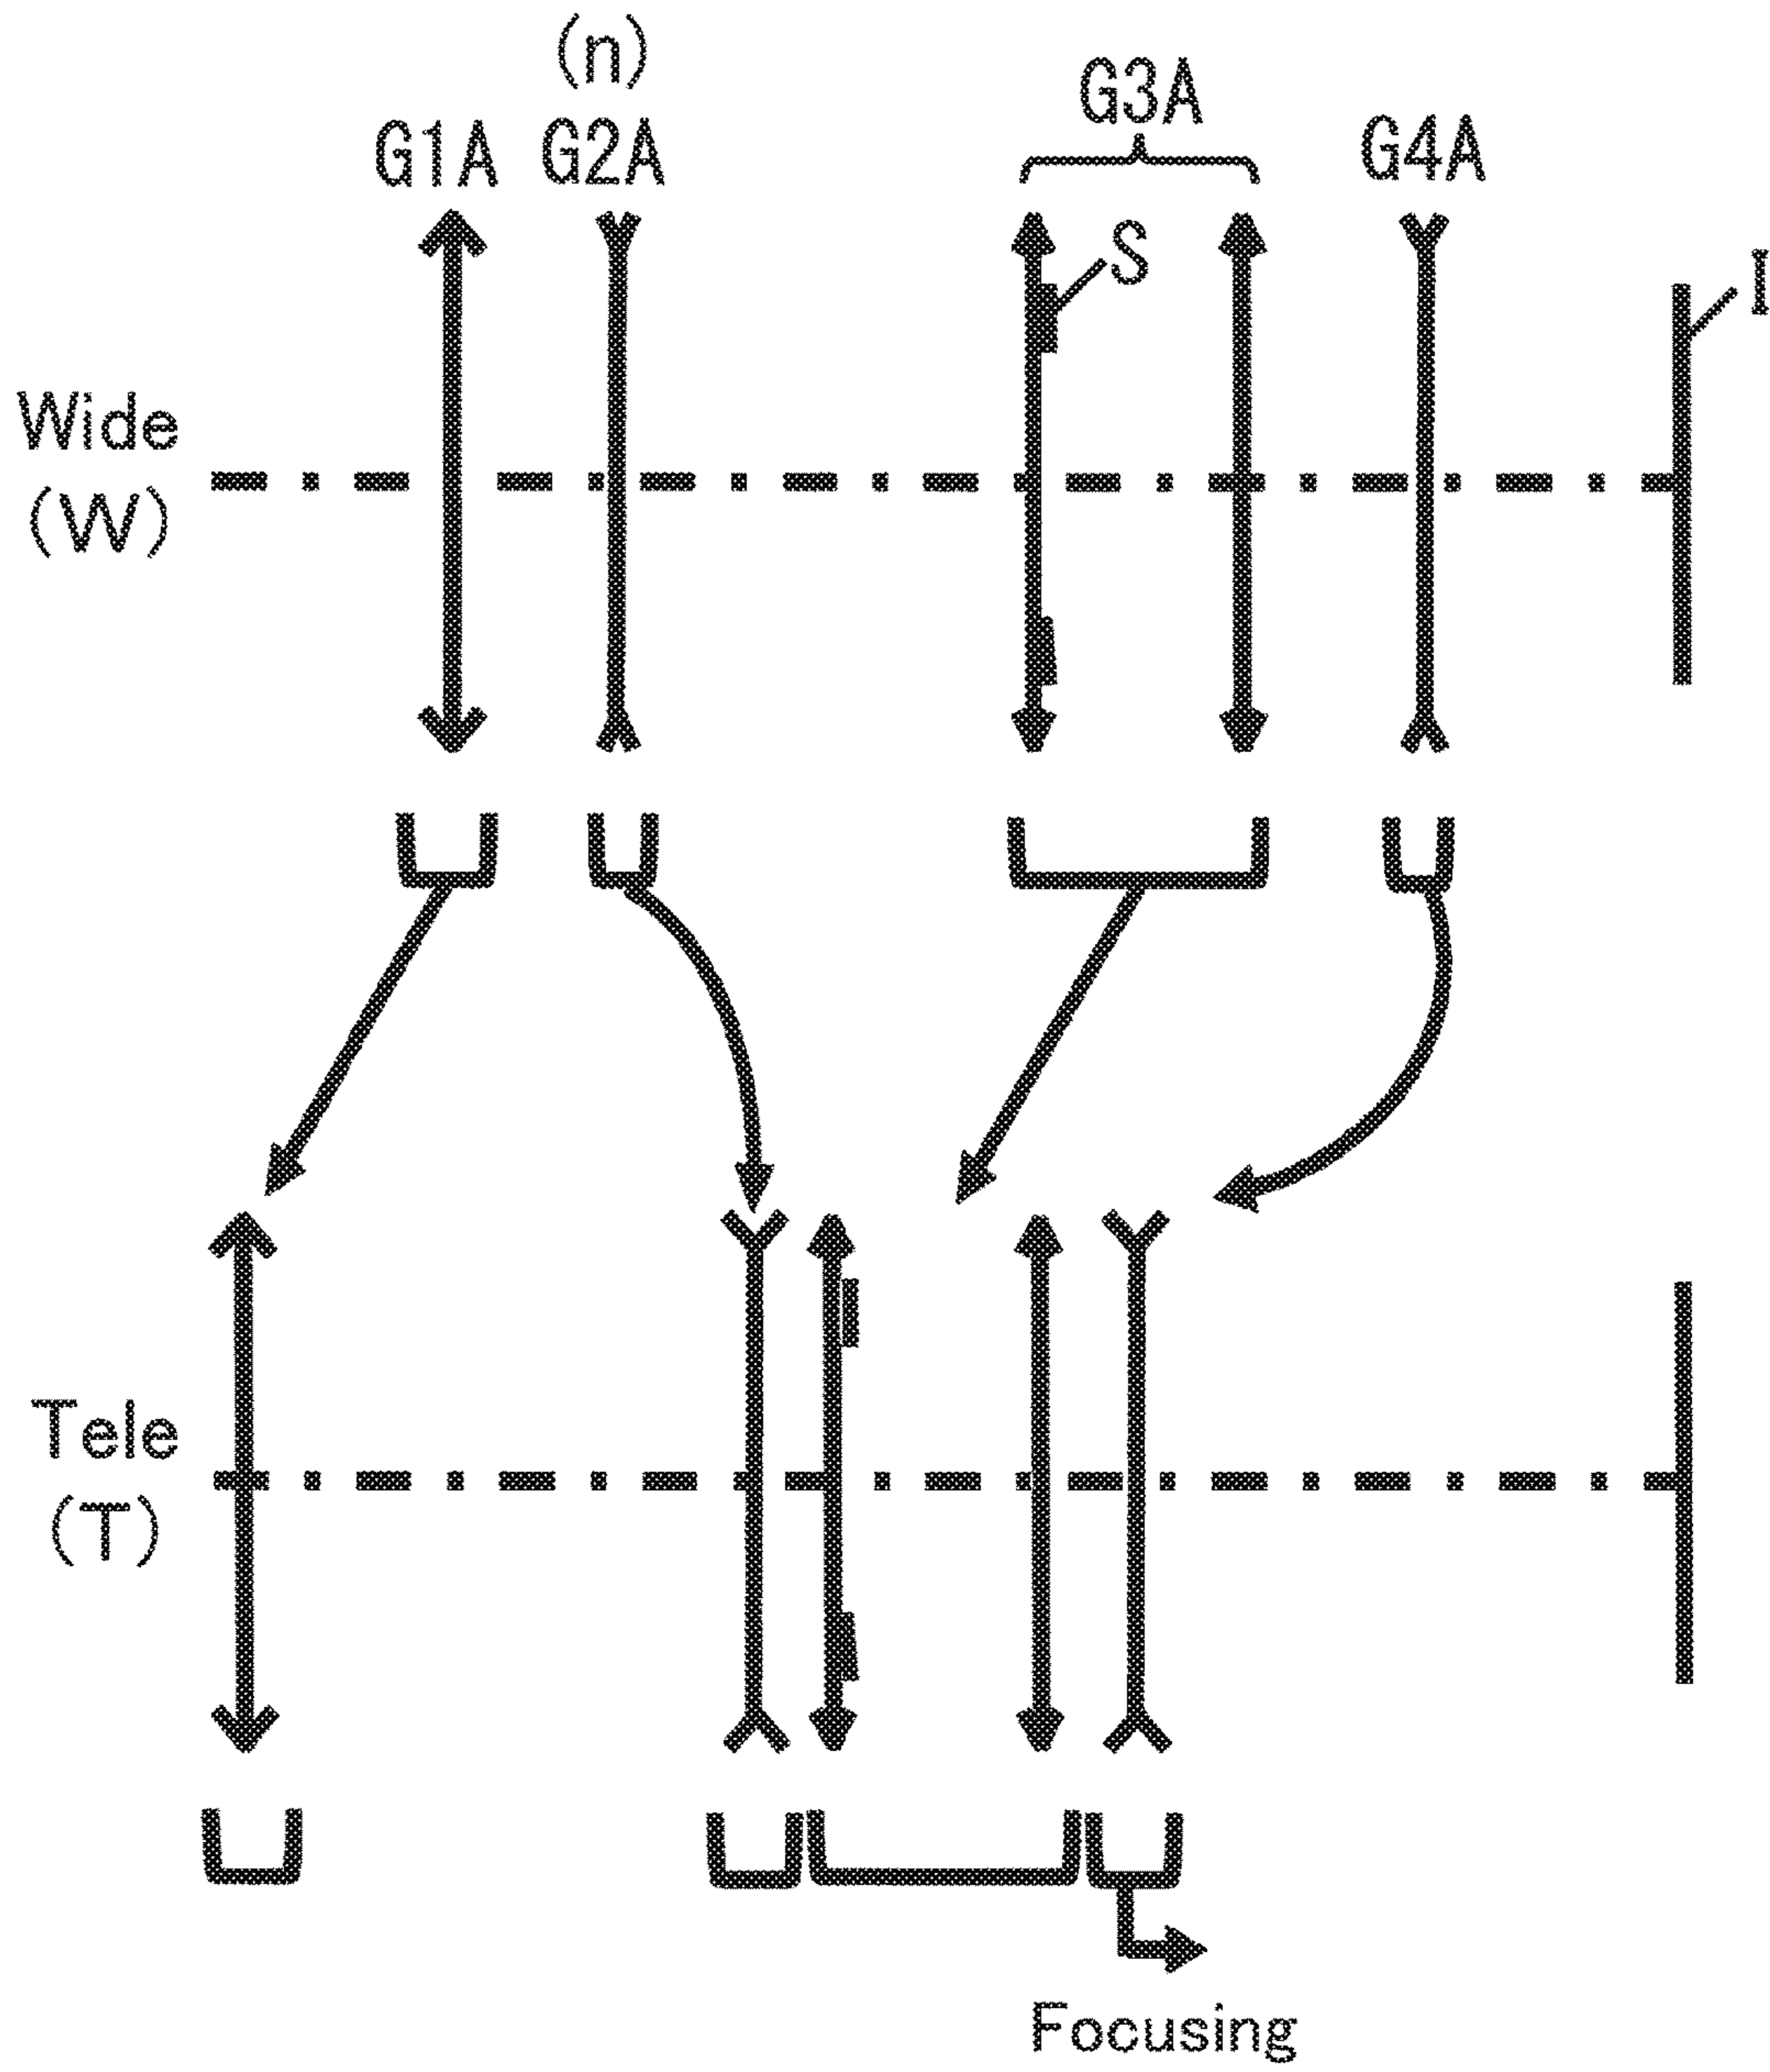 (n)
G1A G2A G3A G4A
S
I
Wide
(W)
Tele
(T)
Focusing